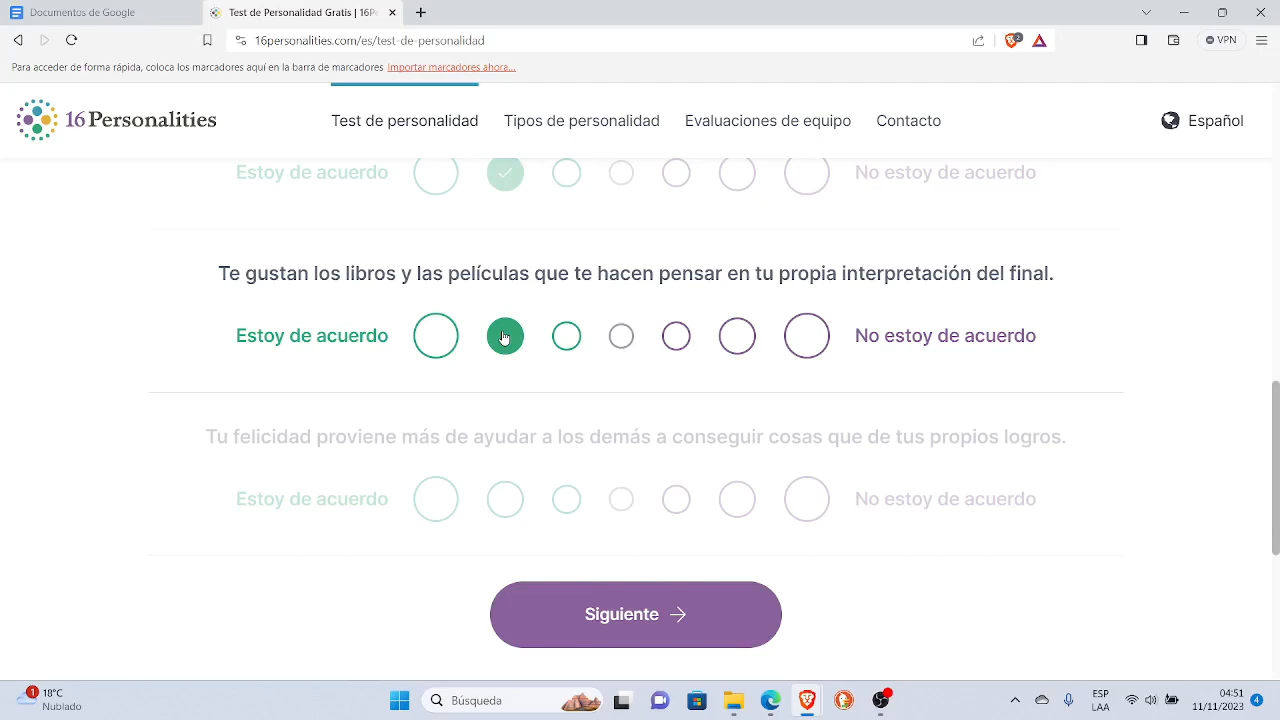 Documentos de Google
Test de Personalidad Gratis | 16P
16personalities.com/es/test-de-personalidad
2
VPN
Para acceder de forma rápida, coloca los marcadores aquí en la barra de marcadores Importar marcadores ahora...
16Personalities
Test de personalidad
Tipos de personalidad
Evaluaciones de equipo
Contacto
Español
Estoy de acuerdo
No estoy de acuerdo
Te gustan los libros y las películas que te hacen pensar en tu propia interpretación del final.
Estoy de acuerdo
No estoy de acuerdo
Tu felicidad proviene más de ayudar a los demás a conseguir cosas que de tus propios logros.
Estoy de acuerdo
No estoy de acuerdo
Siguiente
1
18°C
Nublado
Búsqueda
ESP
LAA
04:51
11/11/2023
4